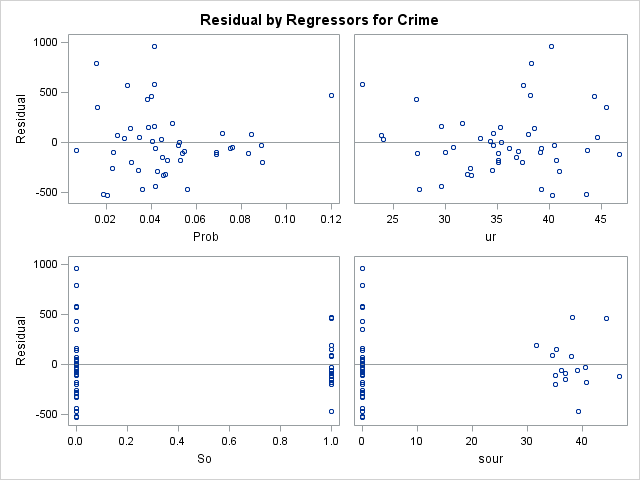 Residual by Regressors for Crime
1000
500
0
-500
Residual
0.02 0.04 0.06 0.08 0.10 0.12
Prob
25 30 35 40 45
ur
1000
500
0
-500
Residual
0.0 0.2 0.4 0.6 0.8 1.0
So
0 10 20 30 40
sour